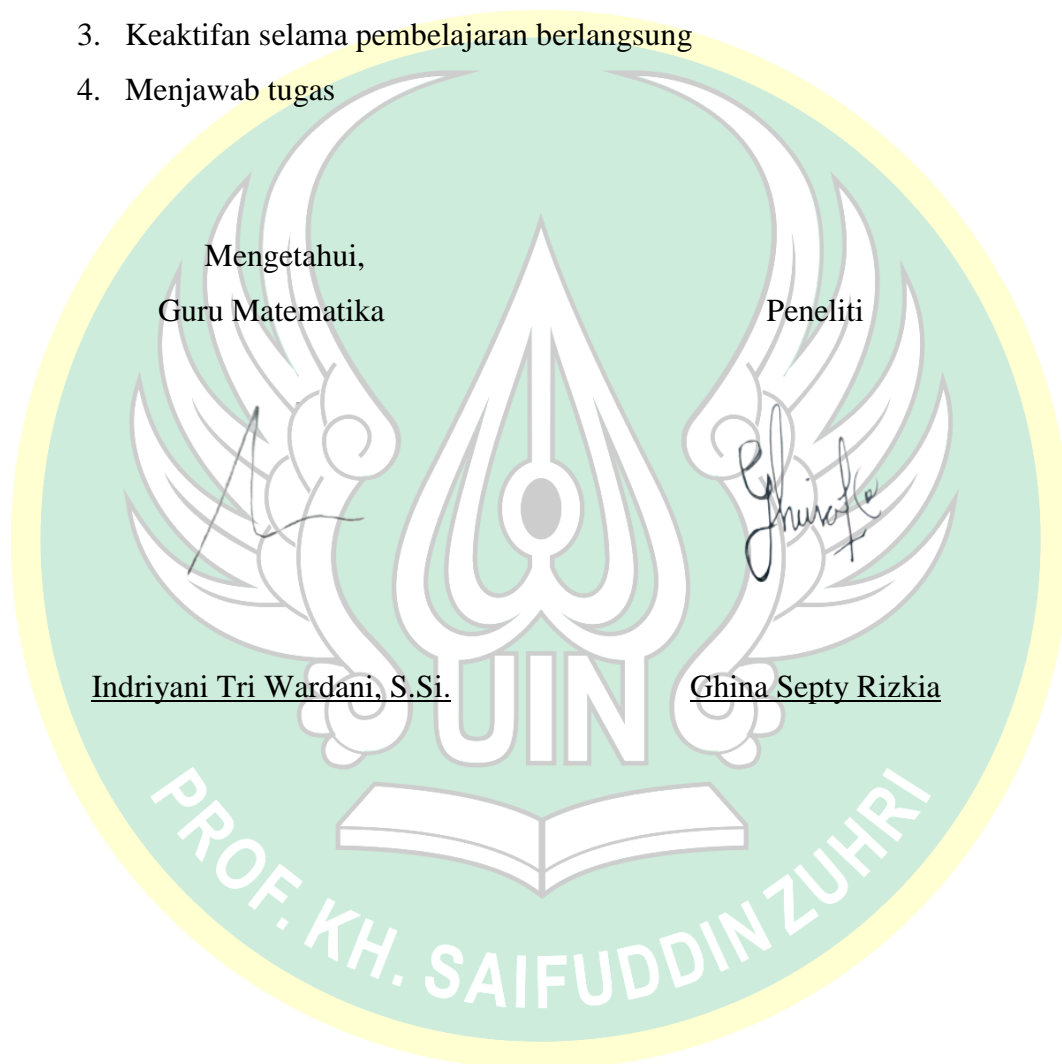 3. Keaktifan selama pembelajaran berlangsung
4. Menjawab tugas
Mengetahui,
Guru Matematika
Peneliti
Indriyani Tri Wardani, S.Si.
Ghina Septy Rizkia
UIN
PROF. KH. SAIFUDDIN ZUHRI